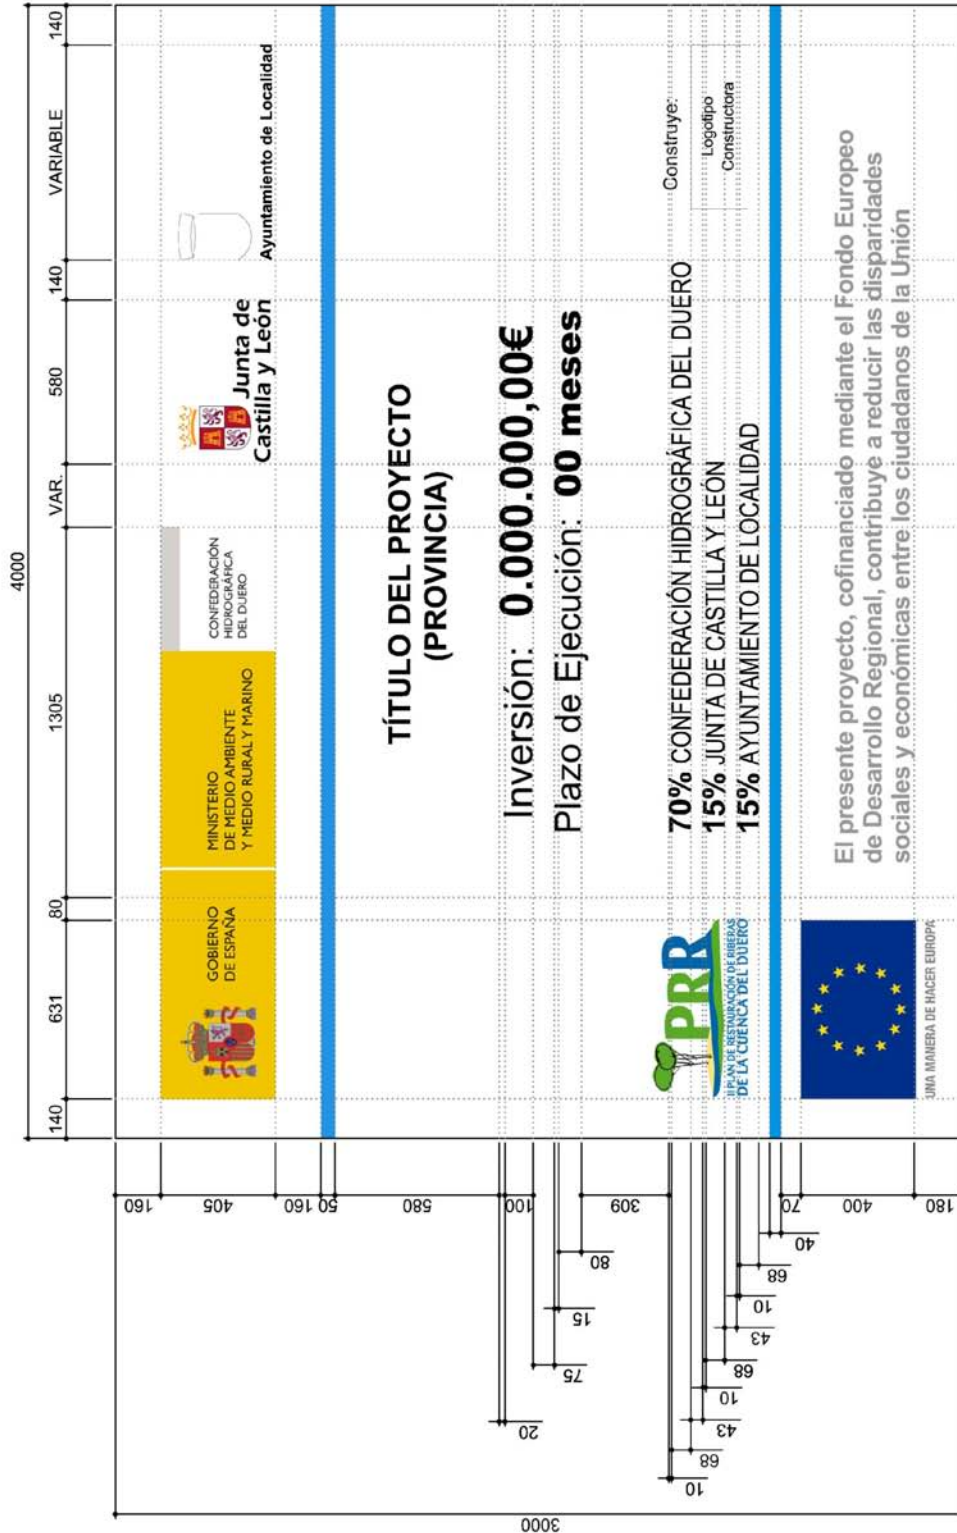 4000
140
631
80
1305
VAR.
580
140
VARIABLE
140
GOBIERNO
DE ESPAÑA
MINISTERIO
DE MEDIO AMBIENTE
Y MEDIO RURAL Y MARINO
CONFEDERACIÓN
HIDROGRÁFICA
DEL DUERO
Junta de
Castilla y León
Ayuntamiento de Localidad
TÍTULO DEL PROYECTO
(PROVINCIA)
Inversión: 0.000.000,00€
Plazo de Ejecución: 00 meses
PRR
II PLAN DE RESTAURACIÓN DE RIBERAS
DE LA CUENCA DEL DUERO
70% CONFEDERACIÓN HIDROGRÁFICA DEL DUERO
15% JUNTA DE CASTILLA Y LEÓN
15% AYUNTAMIENTO DE LOCALIDAD
Construye:
Logotipo
Constructora
El presente proyecto, cofinanciado mediante el Fondo Europeo
de Desarrollo Regional, contribuye a reducir las disparidades
sociales y económicas entre los ciudadanos de la Unión
UNA MANERA DE HACER EUROPA
160
405
160
50
580
100
309
70
400
180
80
15
75
20
40
68
10
43
68
10
43
68
10
3000